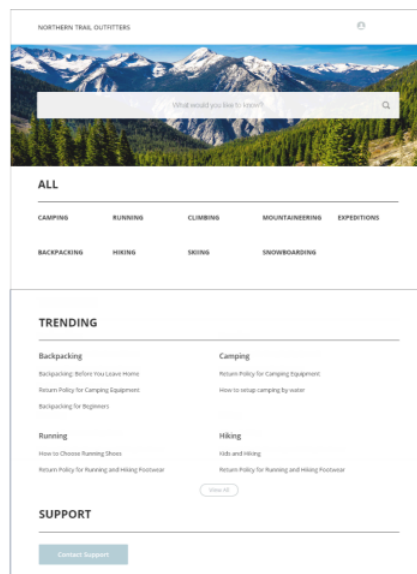 NORTHERN TRAIL OUTFITTERS
What would you like to know?
ALL
CAMPING RUNNING CLIMBING MOUNTAINEERING EXPEDITIONS
BACKPACKING HIKING SKIING SNOWBOARDING
TRENDING
Backpacking Camping
Backpacking: Before You Leave Home Return Policy for Camping Equipment
Return Policy for Camping Equipment How to setup camping by water
Backpacking for Beginners
Running Hiking
How to Choose Running Shoes Kids and Hiking
Return Policy for Running and Hiking Footwear Return Policy for Running and Hiking Footwear
View All
SUPPORT
Contact Support